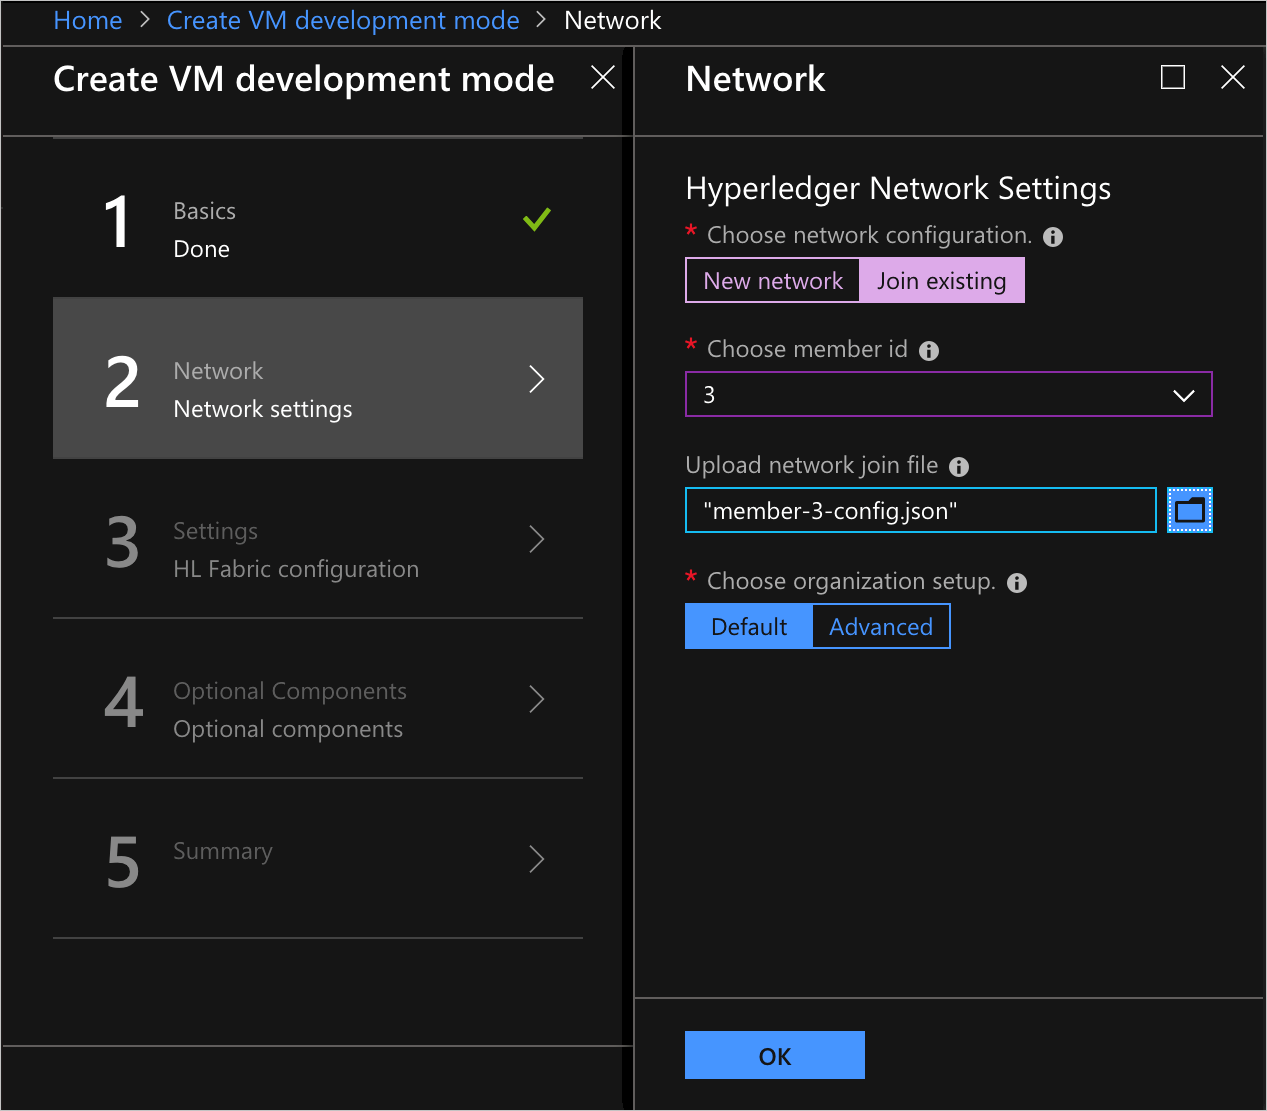 Home > Create VM development mode > Network
Create VM development mode
1
Basics
Done
2
Network
Network settings
3
Settings
HL Fabric configuration
4
Optional Components
Optional components
5
Summary
Network
Hyperledger Network Settings
* Choose network configuration.
New network
Join existing
* Choose member id
3
Upload network join file
"member-3-config.json"
* Choose organization setup.
Default
Advanced
OK